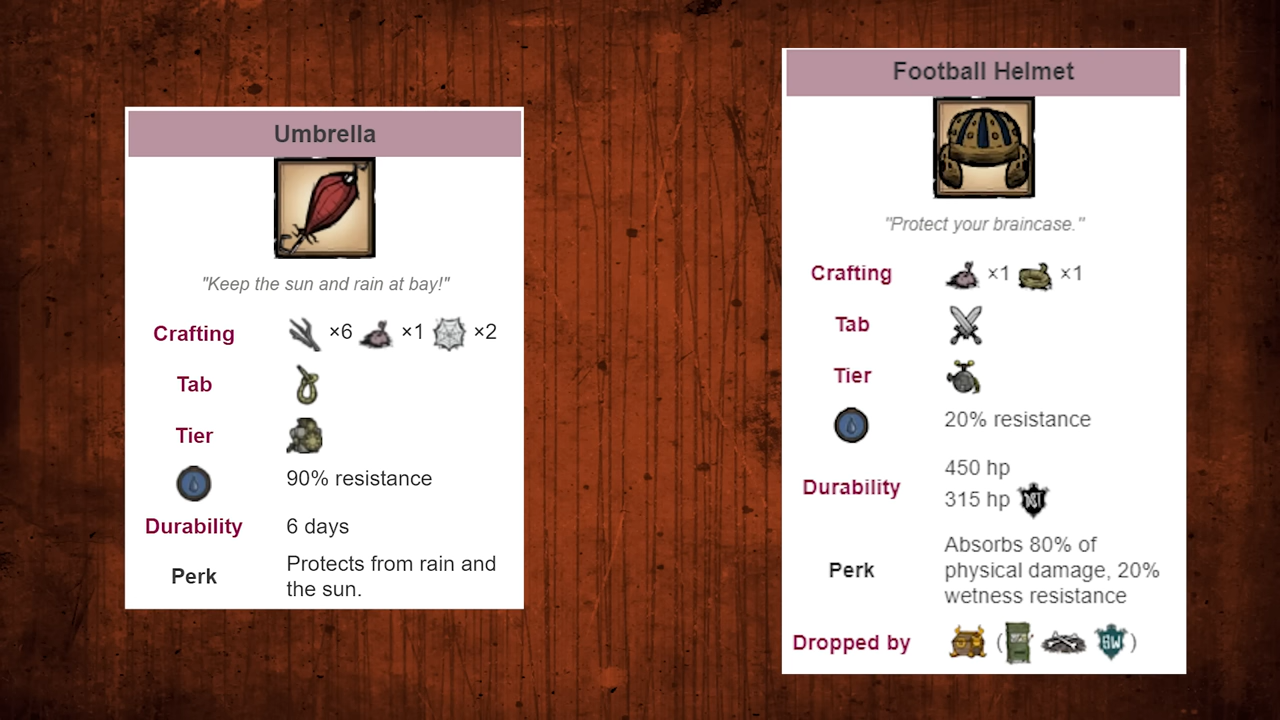 Umbrella
"Keep the sun and rain at bay!"
Crafting ×6 ×1 ×2
Tab
Tier
90% resistance
Durability 6 days
Perk Protects from rain and
the sun.
Football Helmet
"Protect your braincase."
Crafting ×1 ×1
Tab
Tier
20% resistance
450 hp
Durability
315 hp
Absorbs 80% of
Perk physical damage, 20%
wetness resistance
Dropped by ( SW )